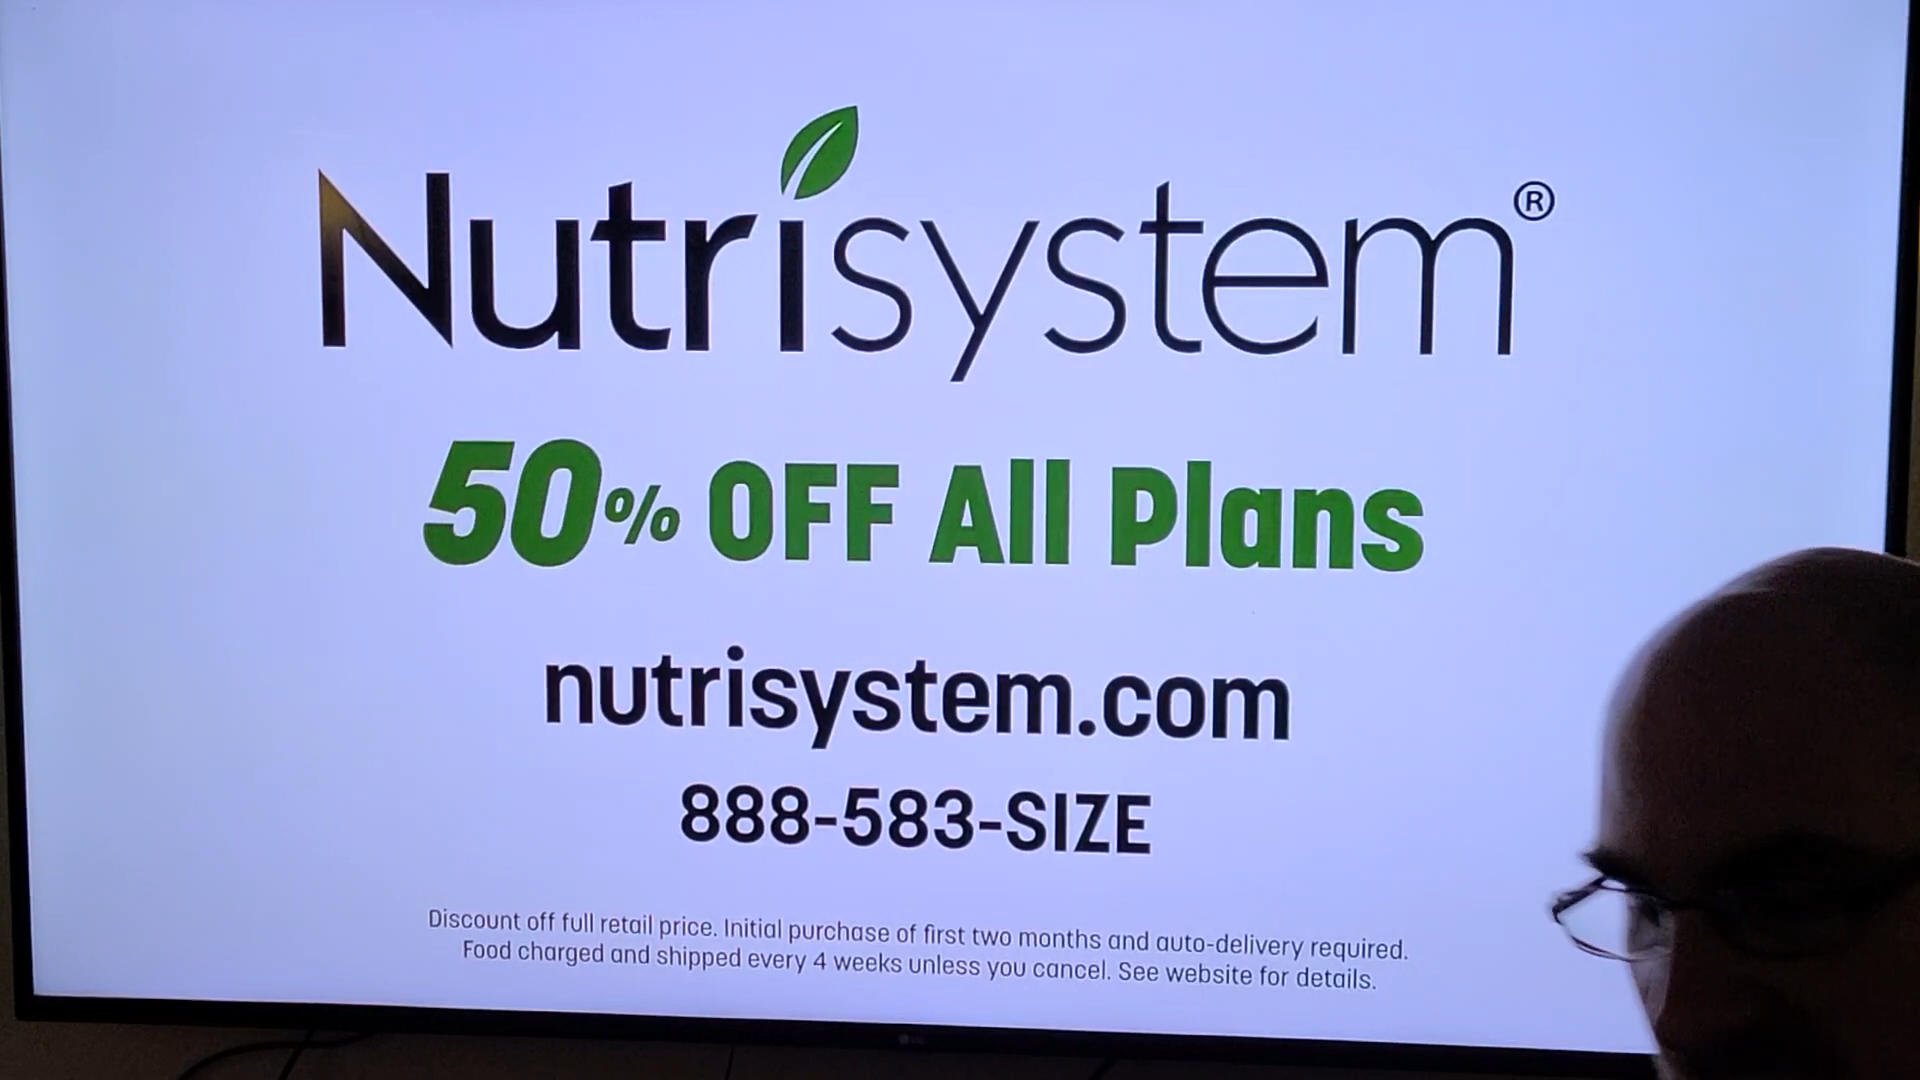 Nutrisystem®
50% OFF All Plans
nutrisystem.com
888-583-SIZE
Discount off full retail price. Initial purchase of first two months and auto-delivery required.
Food charged and shipped every 4 weeks unless you cancel. See website for details.